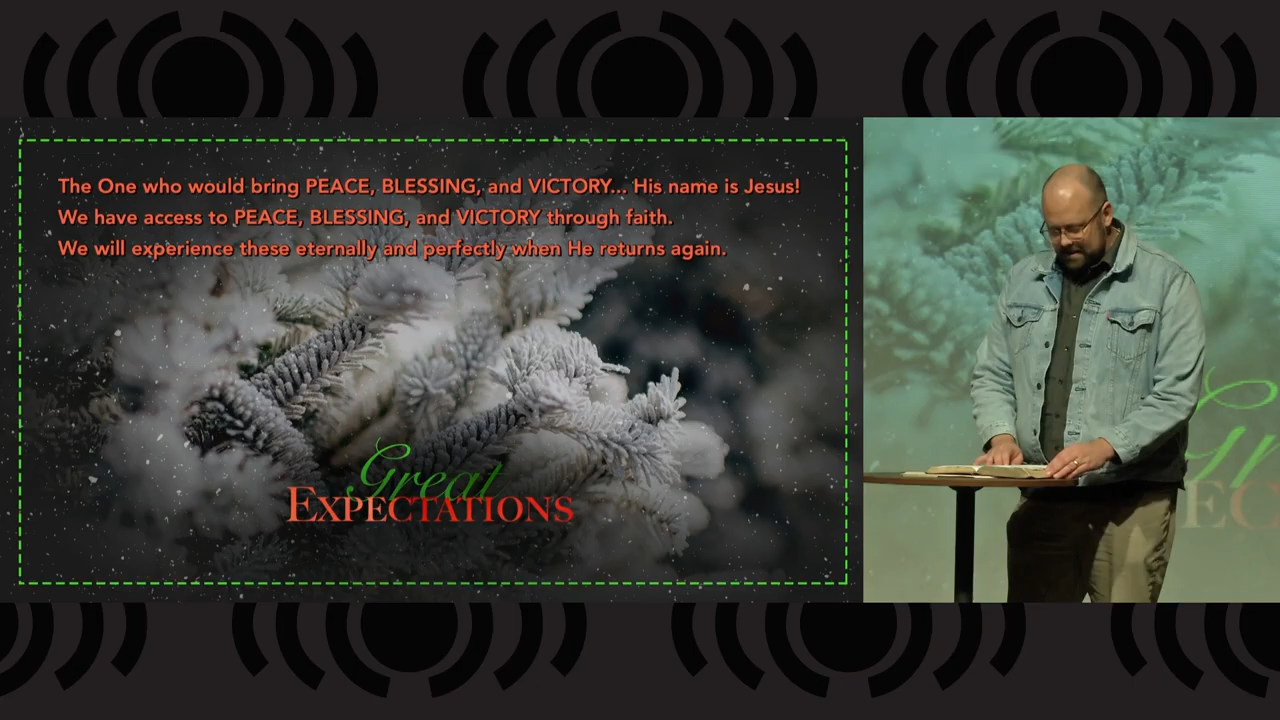 The One who would bring PEACE, BLESSING, and VICTORY... His name is Jesus!
We have access to PEACE, BLESSING, and VICTORY through faith.
We will experience these eternally and perfectly when He returns again.
Great
EXPECTATIONS